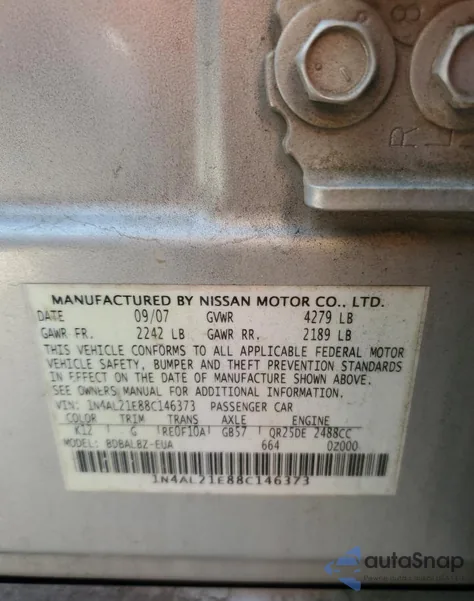 R L
MANUFACTURED BY NISSAN MOTOR CO., LTD.
DATE 09/07 GVWR 4279 LB
GAWR FR. 2242 LB GAWR RR. 2189 LB
THIS VEHICLE CONFORMS TO ALL APPLICABLE FEDERAL MOTOR
VEHICLE SAFETY, BUMPER AND THEFT PREVENTION STANDARDS
IN EFFECT ON THE DATE OF MANUFACTURE SHOWN ABOVE.
SEE OWNERS MANUAL FOR ADDITIONAL INFORMATION.
VIN: 1N4AL21E88C146373 PASSENGER CAR
COLOR TRIM TRANS AXLE ENGINE
K12 G RE0F10A GB57 QR25DE 2488CC
MODEL: BDBALBZ-EUA 664 0Z000
1N4AL21E88C146373
autaSnap